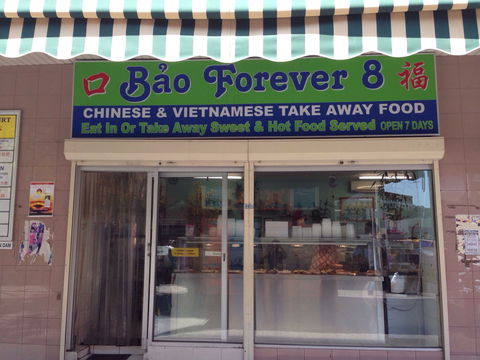 口 Bảo Forever 8 福
CHINESE & VIETNAMESE TAKE AWAY FOOD
Eat In Or Take Away Sweet & Hot Food Served OPEN 7 DAYS